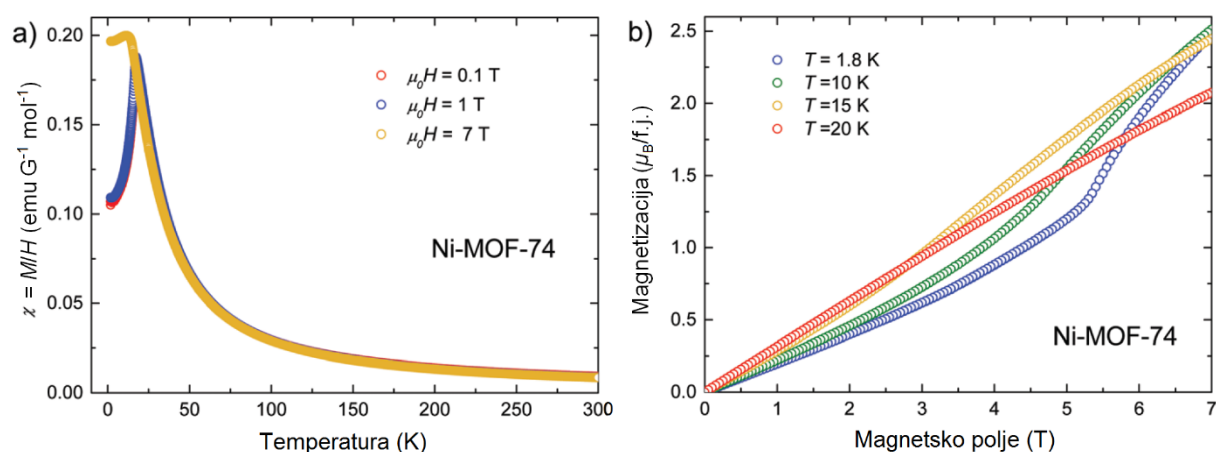 a)
χ = M/H (emu G⁻¹ mol⁻¹)
0.20
0.15
0.10
0.05
0.00
μ₀H = 0.1 T
μ₀H = 1 T
μ₀H = 7 T
Ni-MOF-74
0 50 100 150 200 250 300
Temperatura (K)
b)
Magnetizacija (μB/f.j.)
2.5
2.0
1.5
1.0
0.5
0.0
T = 1.8 K
T = 10 K
T = 15 K
T =20 K
Ni-MOF-74
0 1 2 3 4 5 6 7
Magnetsko polje (T)